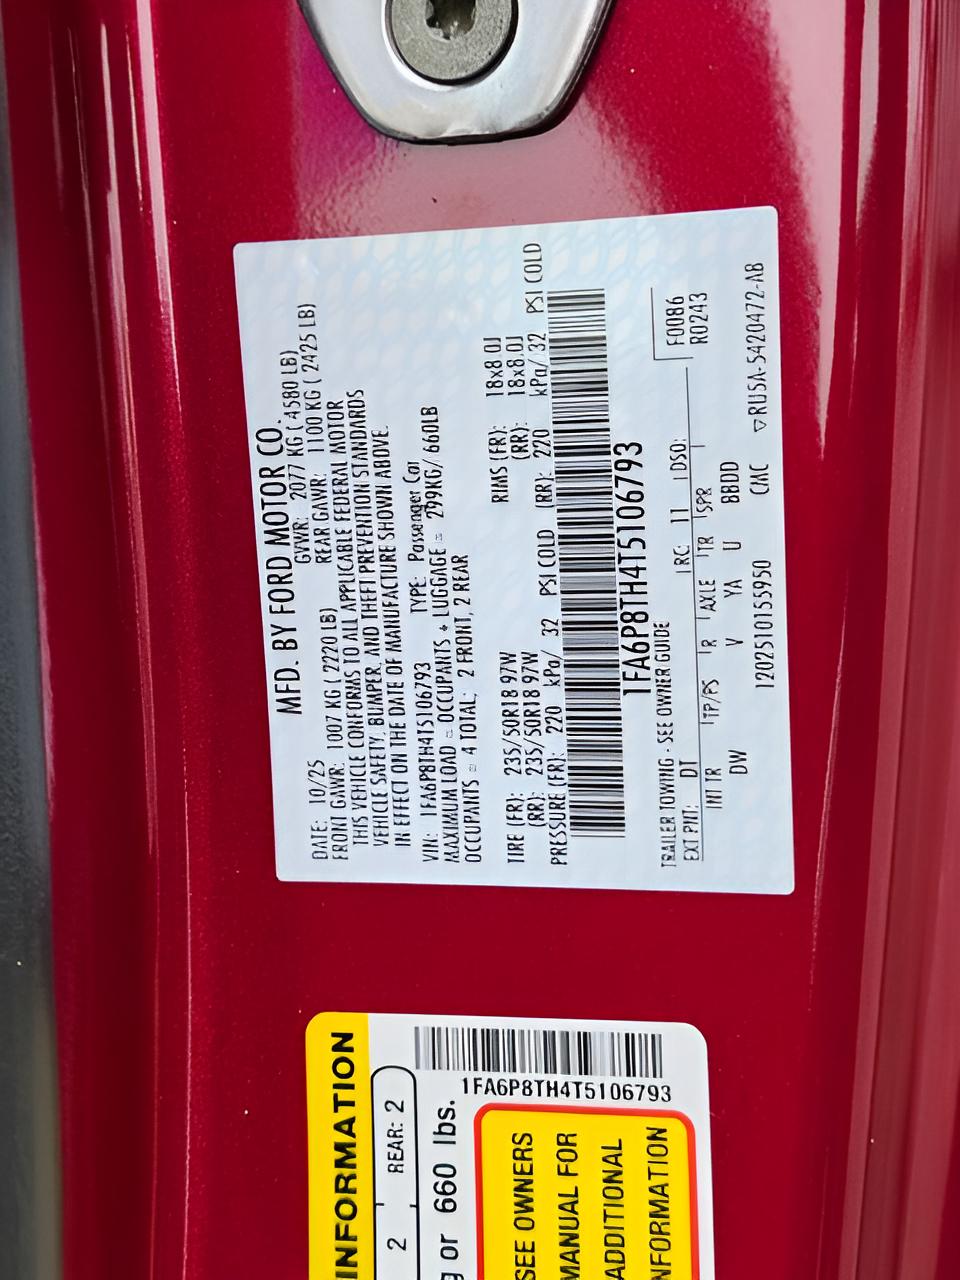 MFD. BY FORD MOTOR CO.
DATE: 10/25 GVWR: 2077 KG ( 4580 LB)
FRONT GAWR: 1007 KG ( 2220 LB) REAR GAWR: 1100 KG ( 2425 LB)
THIS VEHICLE CONFORMS TO ALL APPLICABLE FEDERAL MOTOR
VEHICLE SAFETY, BUMPER, AND THEFT PREVENTION STANDARDS
IN EFFECT ON THE DATE OF MANUFACTURE SHOWN ABOVE.
VIN: 1FA6P8TH4T5106793 TYPE: Passenger Car
MAXIMUM LOAD = OCCUPANTS + LUGGAGE = 299KG/ 660LB
OCCUPANTS = 4 TOTAL: 2 FRONT, 2 REAR
TIRE (FR): 235/50R18 97W RIMS (FR): 18x8.0J
(RR): 235/50R18 97W (RR): 18x8.0J
PRESSURE (FR): 220 kPa/ 32 PSI COLD (RR): 220 kPa/ 32 PSI COLD
1FA6P8TH4T5106793
TRAILER TOWING - SEE OWNER GUIDE F0086
EXT PNT: DT RC: 11 DSO: R0243
INT TR TP/PS R AXLE TR SPR
DW V YA U BBDD
1202510155950 CMC ▽RUSA-5420472-AB
INFORMATION
2 REAR: 2
or 660 lbs.
1FA6P8TH4T5106793
SEE OWNERS
MANUAL FOR
ADDITIONAL
INFORMATION